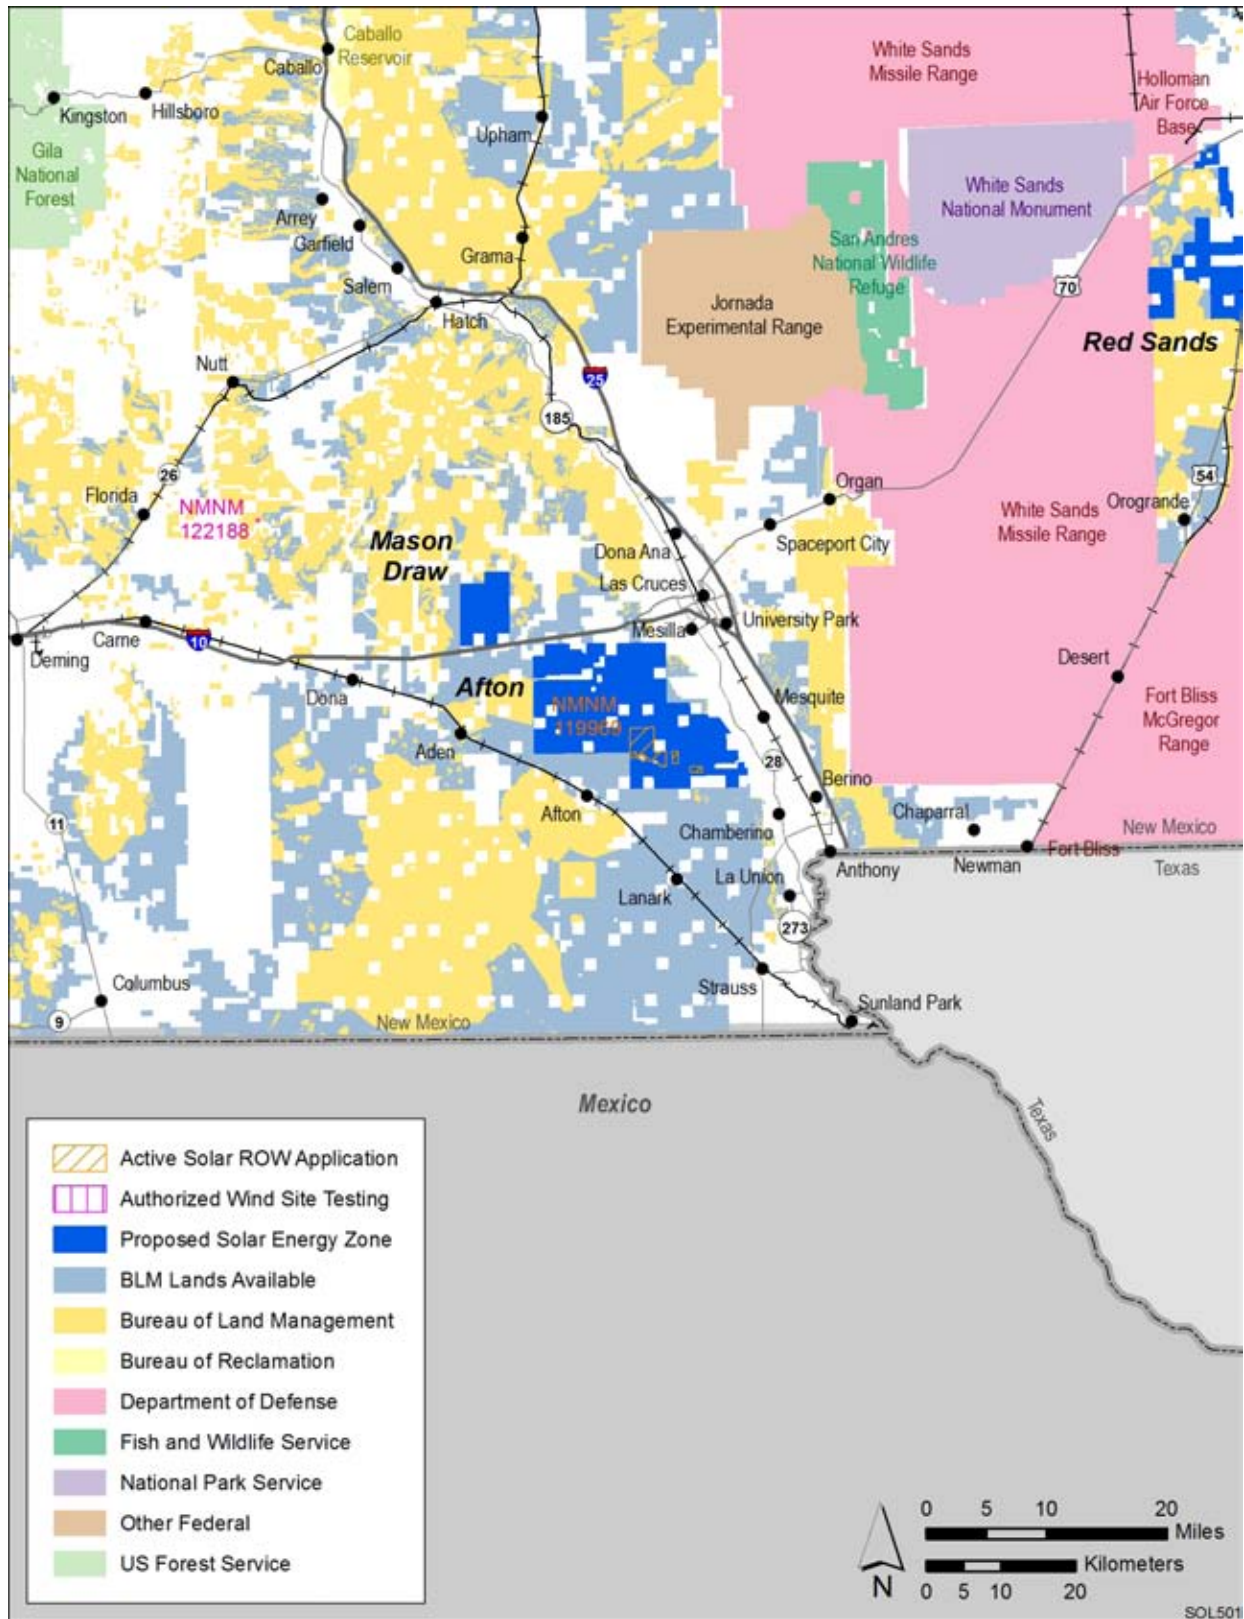 Caballo
Reservoir
Caballo
Kingston
Hillsboro
Gila
National
Forest
Upham
White Sands
Missile Range
Holloman
Air Force
Base
White Sands
National Monument
Arrey
Garfield
Salem
Grama
Hatch
San Andres
National Wildlife
Refuge
Jornada
Experimental Range
70
Red Sands
Nutt
25
185
26
Florida
NMNM
122188
Mason
Draw
Organ
Spaceport City
White Sands
Missile Range
54
Orogrande
Dona Ana
Las Cruces
University Park
Mesilla
Deming
Carne
10
Dona
Afton
NMNM
119969
Mesquite
Desert
Fort Bliss
McGregor
Range
Aden
28
Berino
11
Afton
Chamberino
Chaparral
New Mexico
Anthony
Newman
Fort Bliss
Texas
La Union
Lanark
273
Columbus
Strauss
Sunland Park
9
New Mexico
Mexico
Texas
Active Solar ROW Application
Authorized Wind Site Testing
Proposed Solar Energy Zone
BLM Lands Available
Bureau of Land Management
Bureau of Reclamation
Department of Defense
Fish and Wildlife Service
National Park Service
Other Federal
US Forest Service
N
0 5 10 20
Miles
Kilometers
0 5 10 20
SOL501